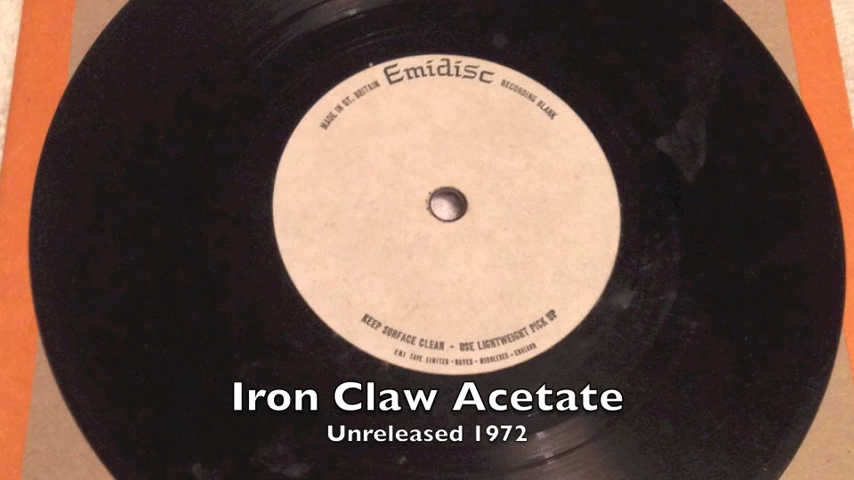 Emidisc
MADE IN GT. BRITAIN
RECORDING BLANK
KEEP SURFACE CLEAN - USE LIGHTWEIGHT PICK UP
E.M.I TAPE LIMITED - HAYES - MIDDLESEX - ENGLAND
Iron Claw Acetate
Unreleased 1972